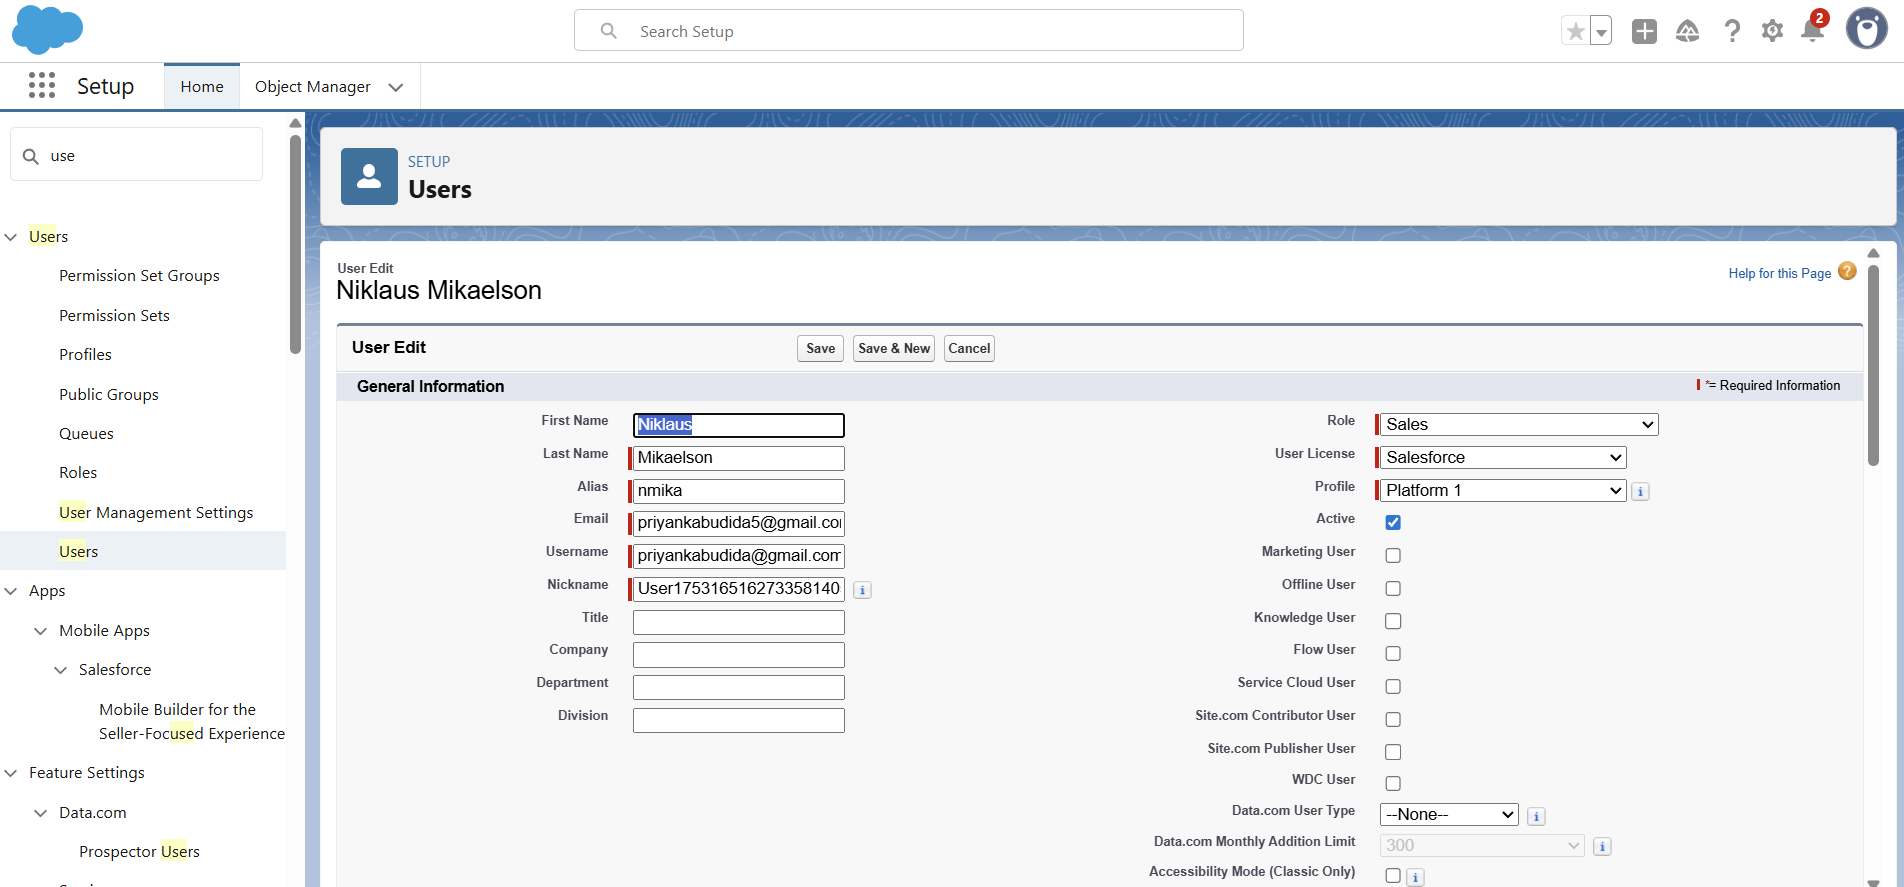 Search Setup
2
Setup
Home
Object Manager
use
Users
Permission Set Groups
Permission Sets
Profiles
Public Groups
Queues
Roles
User Management Settings
Users
Apps
Mobile Apps
Salesforce
Mobile Builder for the
Seller-Focused Experience
Feature Settings
Data.com
Prospector Users
SETUP
Users
User Edit
Niklaus Mikaelson
Help for this Page ?
User Edit
Save
Save & New
Cancel
General Information
*= Required Information
First Name
Niklaus
Last Name
Mikaelson
Alias
nmika
Email
priyankabudida5@gmail.co
Username
priyankabudida@gmail.com
Nickname
User175316516273358140
i
Title
Company
Department
Division
Role
Sales
User License
Salesforce
Profile
Platform 1
i
Active
Marketing User
Offline User
Knowledge User
Flow User
Service Cloud User
Site.com Contributor User
Site.com Publisher User
WDC User
Data.com User Type
--None--
i
Data.com Monthly Addition Limit
300
i
Accessibility Mode (Classic Only)
i